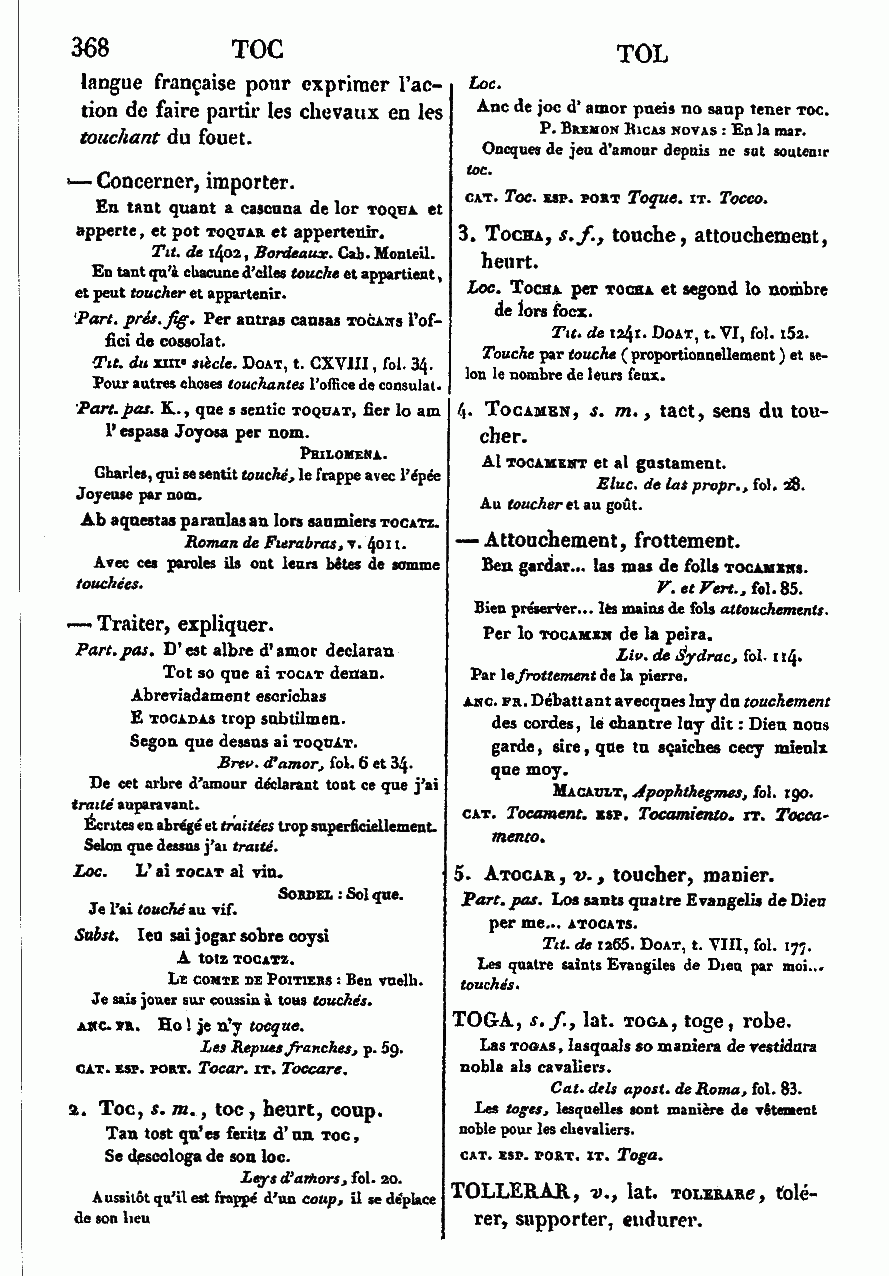 368 TOC TOL
langue française pour exprimer l'ac-
tion de faire partir les chevaux en les
touchant du fouet.
— Concerner, importer.
En tant quant a cascuna de lor TOQUA et
apperte, et pot TOQUAR et appertenir.
Tit. de 1402, Bordeaux. Cab. Monteil.
En tant qu'à chacune d'elles touche et appartient,
et peut toucher et appartenir.
Part. prés. fig. Per autras causas TOCANS l'of-
fici de cossolat.
Tit. du XIIIe siècle. DOAT, t. CXVIII, fol. 34.
Pour autres choses touchantes l'office de consulat.
Part. pas. K., que s sentic TOQUAT, fier lo am
l'espasa Joyosa per nom.
PHILOMENA.
Charles, qui se sentit touché, le frappe avec l'épée
Joyeuse par nom.
Ab aquestas paraulas an lors saumiers TOCATZ.
Roman de Fierabras, v. 4011.
Avec ces paroles ils ont leurs bêtes de somme
touchées.
— Traiter, expliquer.
Part. pas. D'est albre d'amor declaran
Tot so que ai TOCAT denan.
Abreviadament escrichas
E TOCADAS trop subtilmen.
Segon que dessus ai TOQUAT.
Brev. d'amor, fol. 6 et 34.
De cet arbre d'amour déclarant tout ce que j'ai
traité auparavant.
Écrites en abrégé et traitées trop superficiellement.
Selon que dessus j'ai traité.
Loc. L'ai TOCAT al viu.
SORDEL : Sol que.
Je l'ai touché au vif.
Subst. Ieu sai jogar sobre coysi
A totz TOCATZ.
LE COMTE DE POITIERS : Ben vuelh.
Je sais jouer sur coussin à tous touchés.
ANC. FR. Ho ! je n'y tocque.
Les Repues franches, p. 59.
CAT. ESP. PORT. Tocar. IT. Toccare.
2. TOC, s. m., toc, heurt, coup.
Tan tost qu'es feritz d'un TOC,
Se descologa de son loc.
Leys d'amors, fol. 20.
Aussitôt qu'il est frappé d'un coup, il se déplace
de son lieu
Loc.
Anc de joc d'amor pueis no saup tener TOC.
P. BREMON RICAS NOVAS : En la mar.
Oncques de jeu d'amour depuis ne sut soutenir
toc.
CAT. Toc. ESP. PORT Toque. IT. Tocco.
3. TOCHA, s. f., touche, attouchement,
heurt.
Loc. TOCHA per TOCHA et segond lo nombre
de lors focx.
Tit. de 1241. DOAT, t. VI, fol. 152.
Touche par touche (proportionnellement) et se-
lon le nombre de leurs feux.
4. TOCAMEN, s. m., tact, sens du tou-
cher.
Al TOCAMENT et al gustament.
Eluc. de las propr., fol. 28.
Au toucher et au goût.
— Attouchement, frottement.
Ben gardar... las mas de folls TOCAMENS.
V. et Vert., fol. 85.
Bien préserver... les mains de fols attouchements.
Per lo TOCAMEN de la peira.
Liv. de Sydrac, fol. 114.
Par le frottement de la pierre.
ANC. FR. Débattant avecques luy du touchement
des cordes, le chantre luy dit : Dieu nous
garde, sire, que tu sçaiches cecy mieulx
que moy.
MACAULT, Apophthegmes, fol. 190.
CAT. Tocament. ESP. Tocamiento. IT. Tocca-
mento.
5. ATOCAR, v., toucher, manier.
Part. pas. Los sants quatre Evangelis de Dieu
per me... ATOCATS.
Tit. de 1265. DOAT, t. VIII, fol. 177.
Les quatre saints Evangiles de Dieu par moi...
touchés.
TOGA, s. f., lat. TOGA, toge, robe.
Las TOGAS, lasquals so maniera de vestidura
nobla als cavaliers.
Cat. dels apost. de Roma, fol. 83.
Les toges, lesquelles sont manière de vêtement
noble pour les chevaliers.
CAT. ESP. PORT. IT. Toga.
TOLLERAR, v., lat. TOLERARe, tolé-
rer, supporter, endurer.